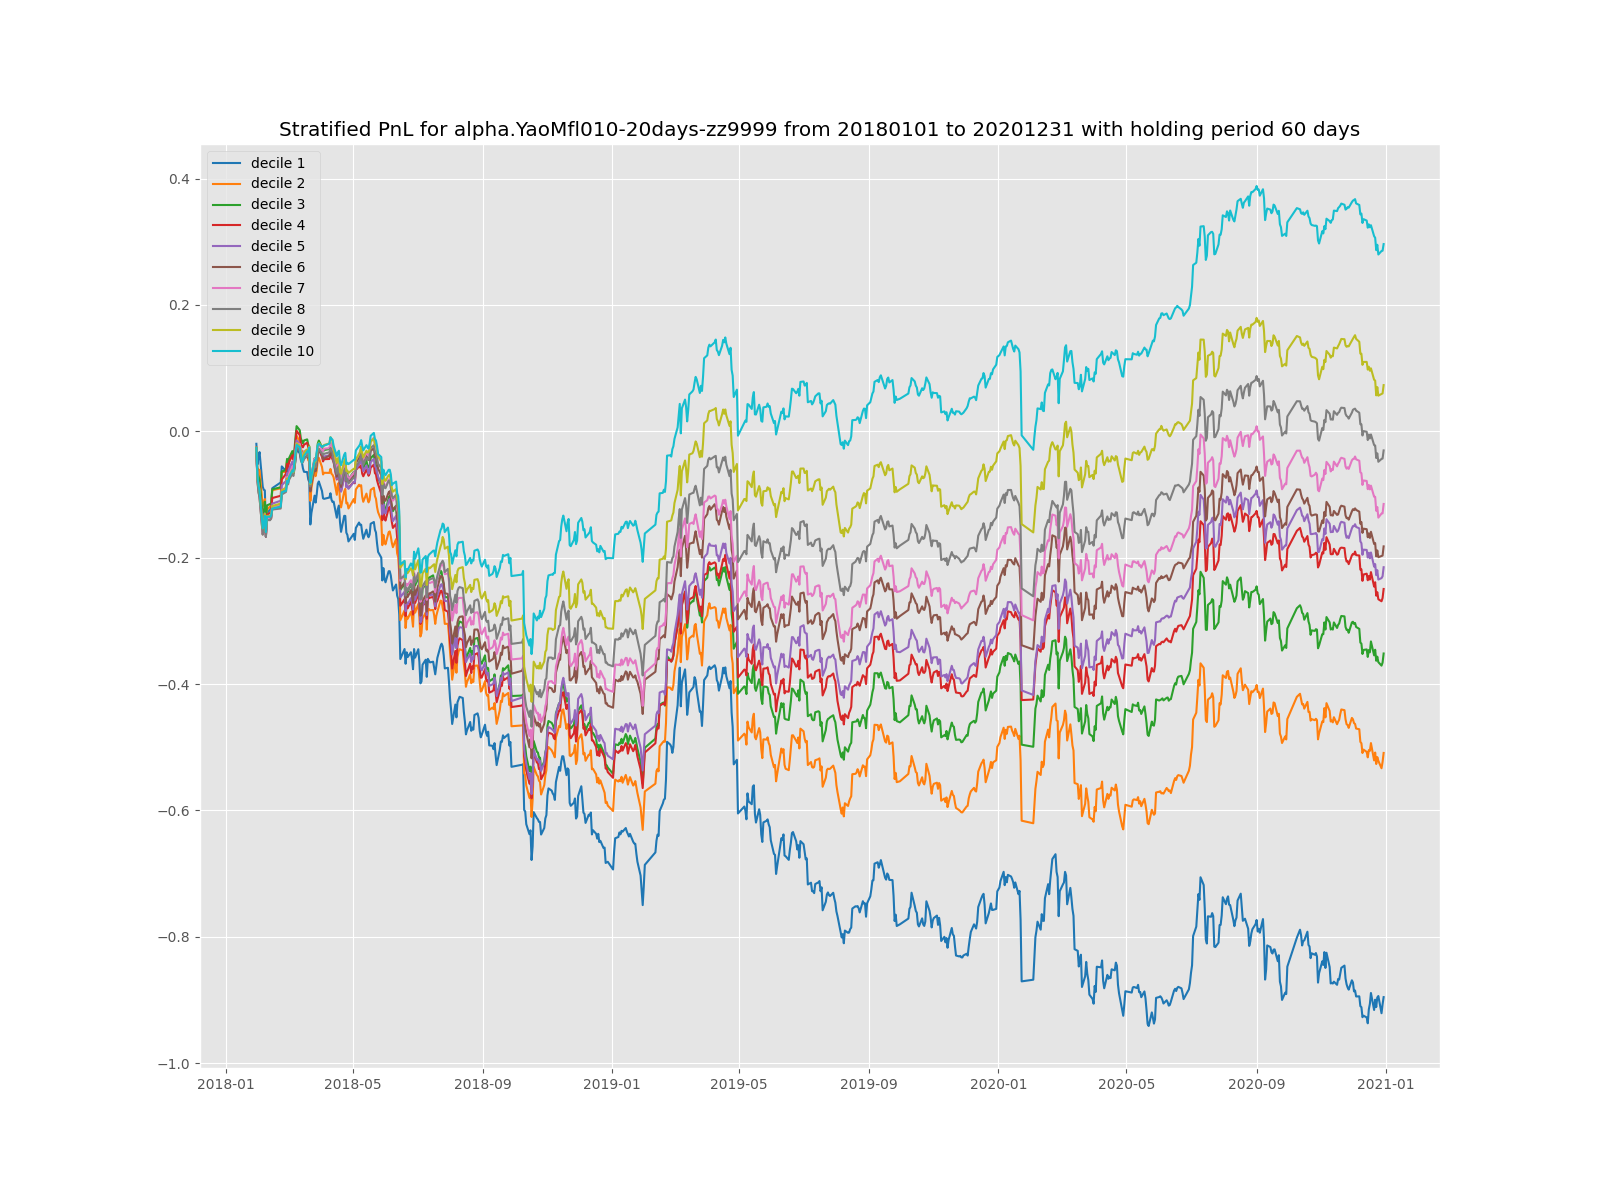 Stratified PnL for alpha.YaoMfl010-20days-zz9999 from 20180101 to 20201231 with holding period 60 days
decile 1
decile 2
decile 3
decile 4
decile 5
decile 6
decile 7
decile 8
decile 9
decile 10
0.4
0.2
0.0
−0.2
−0.4
−0.6
−0.8
−1.0
2018-01 2018-05 2018-09 2019-01 2019-05 2019-09 2020-01 2020-05 2020-09 2021-01